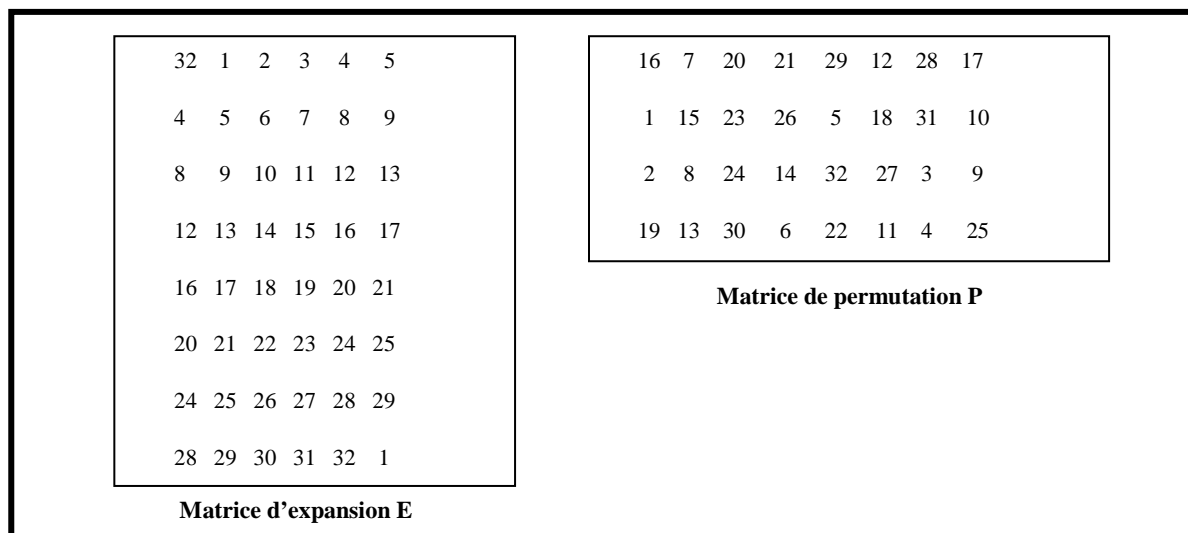 32 1 2 3 4 5
4 5 6 7 8 9
8 9 10 11 12 13
12 13 14 15 16 17
16 17 18 19 20 21
20 21 22 23 24 25
24 25 26 27 28 29
28 29 30 31 32 1
Matrice d’expansion E
16 7 20 21 29 12 28 17
1 15 23 26 5 18 31 10
2 8 24 14 32 27 3 9
19 13 30 6 22 11 4 25
Matrice de permutation P